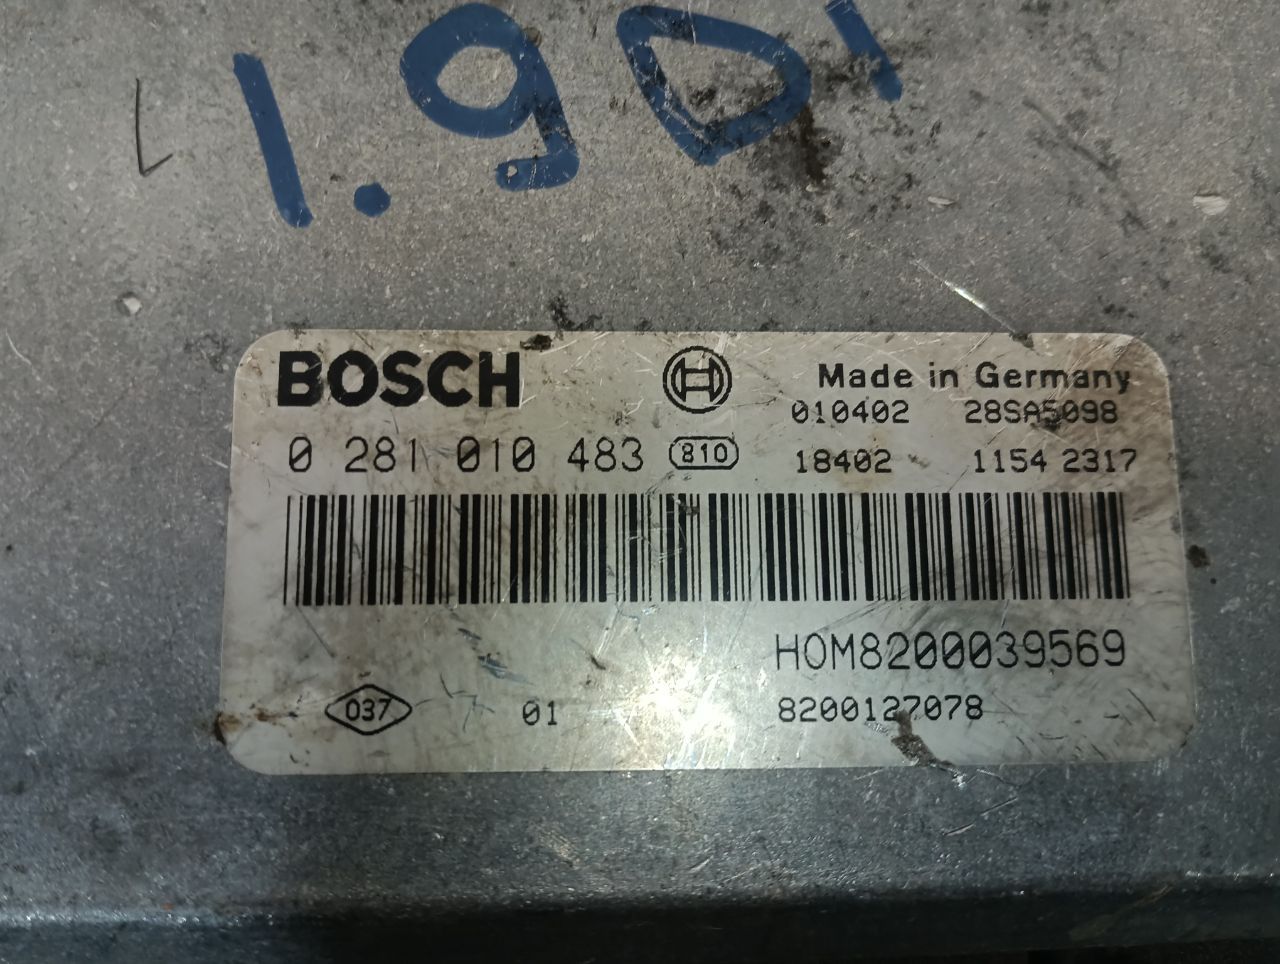 1.9DI
BOSCH
Made in Germany
010402 28SA5098
0 281 010 483 810
18402 1154 2317
HOM8200039569
037 01 8200127078